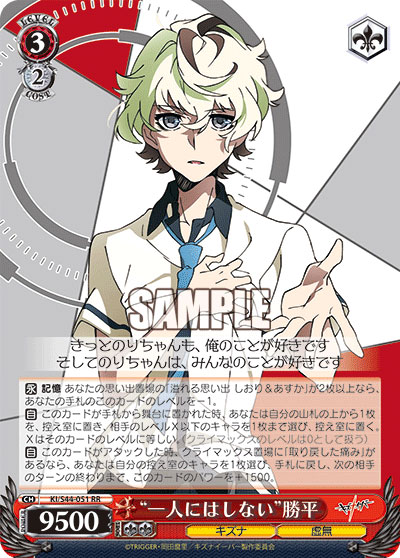 LEVEL
3
2
COST
SAMPLE
きっとのりちゃんも、俺のことが好きです
そしてのりちゃんは、みんなのことが好きです
永 記憶 あなたの思い出置場の「溢れる思い出 しおり&あすか」が2枚以上なら、
あなたの手札のこのカードのレベルを-1。
自 このカードが手札から舞台に置かれた時、あなたは自分の山札の上から1枚
を、控え室に置き、相手のレベルX以下のキャラを1枚まで選び、控え室に置く。
Xはそのカードのレベルに等しい(クライマックスのレベルは0として扱う)
自 このカードがアタックした時、クライマックス置場に「取り戻した痛み」が
あるなら、あなたは自分の控え室のキャラを1枚選び、手札に戻し、次の相手
のターンの終わりまで、このカードのパワーを+1500。
CH
KI/S44-051 RR
9500
“一人にはしない”勝平
キズナイーバー
キズナ
虚無
©TRIGGER・岡田麿里/キズナイーバー製作委員会